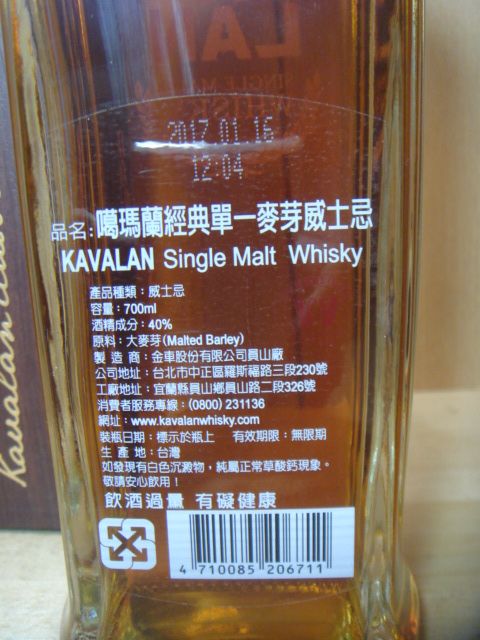 2017.01.16
12:04
品名:噶瑪蘭經典單一麥芽威士忌
KAVALAN Single Malt Whisky
產品種類：威士忌
容量：700ml
酒精成分：40%
原料：大麥芽(Malted Barley)
製造商：金車股份有限公司員山廠
公司地址：台北市中正區羅斯福路三段230號
工廠地址：宜蘭縣員山鄉員山路二段326號
消費者服務專線：(0800) 231136
網址：www.kavalanwhisky.com
裝瓶日期：標示於瓶上 有效期限：無限期
生產地：台灣
如發現有白色沉澱物，純屬正常草酸鈣現象。
敬請安心飲用！
飲酒過量 有礙健康
4 710085 206711